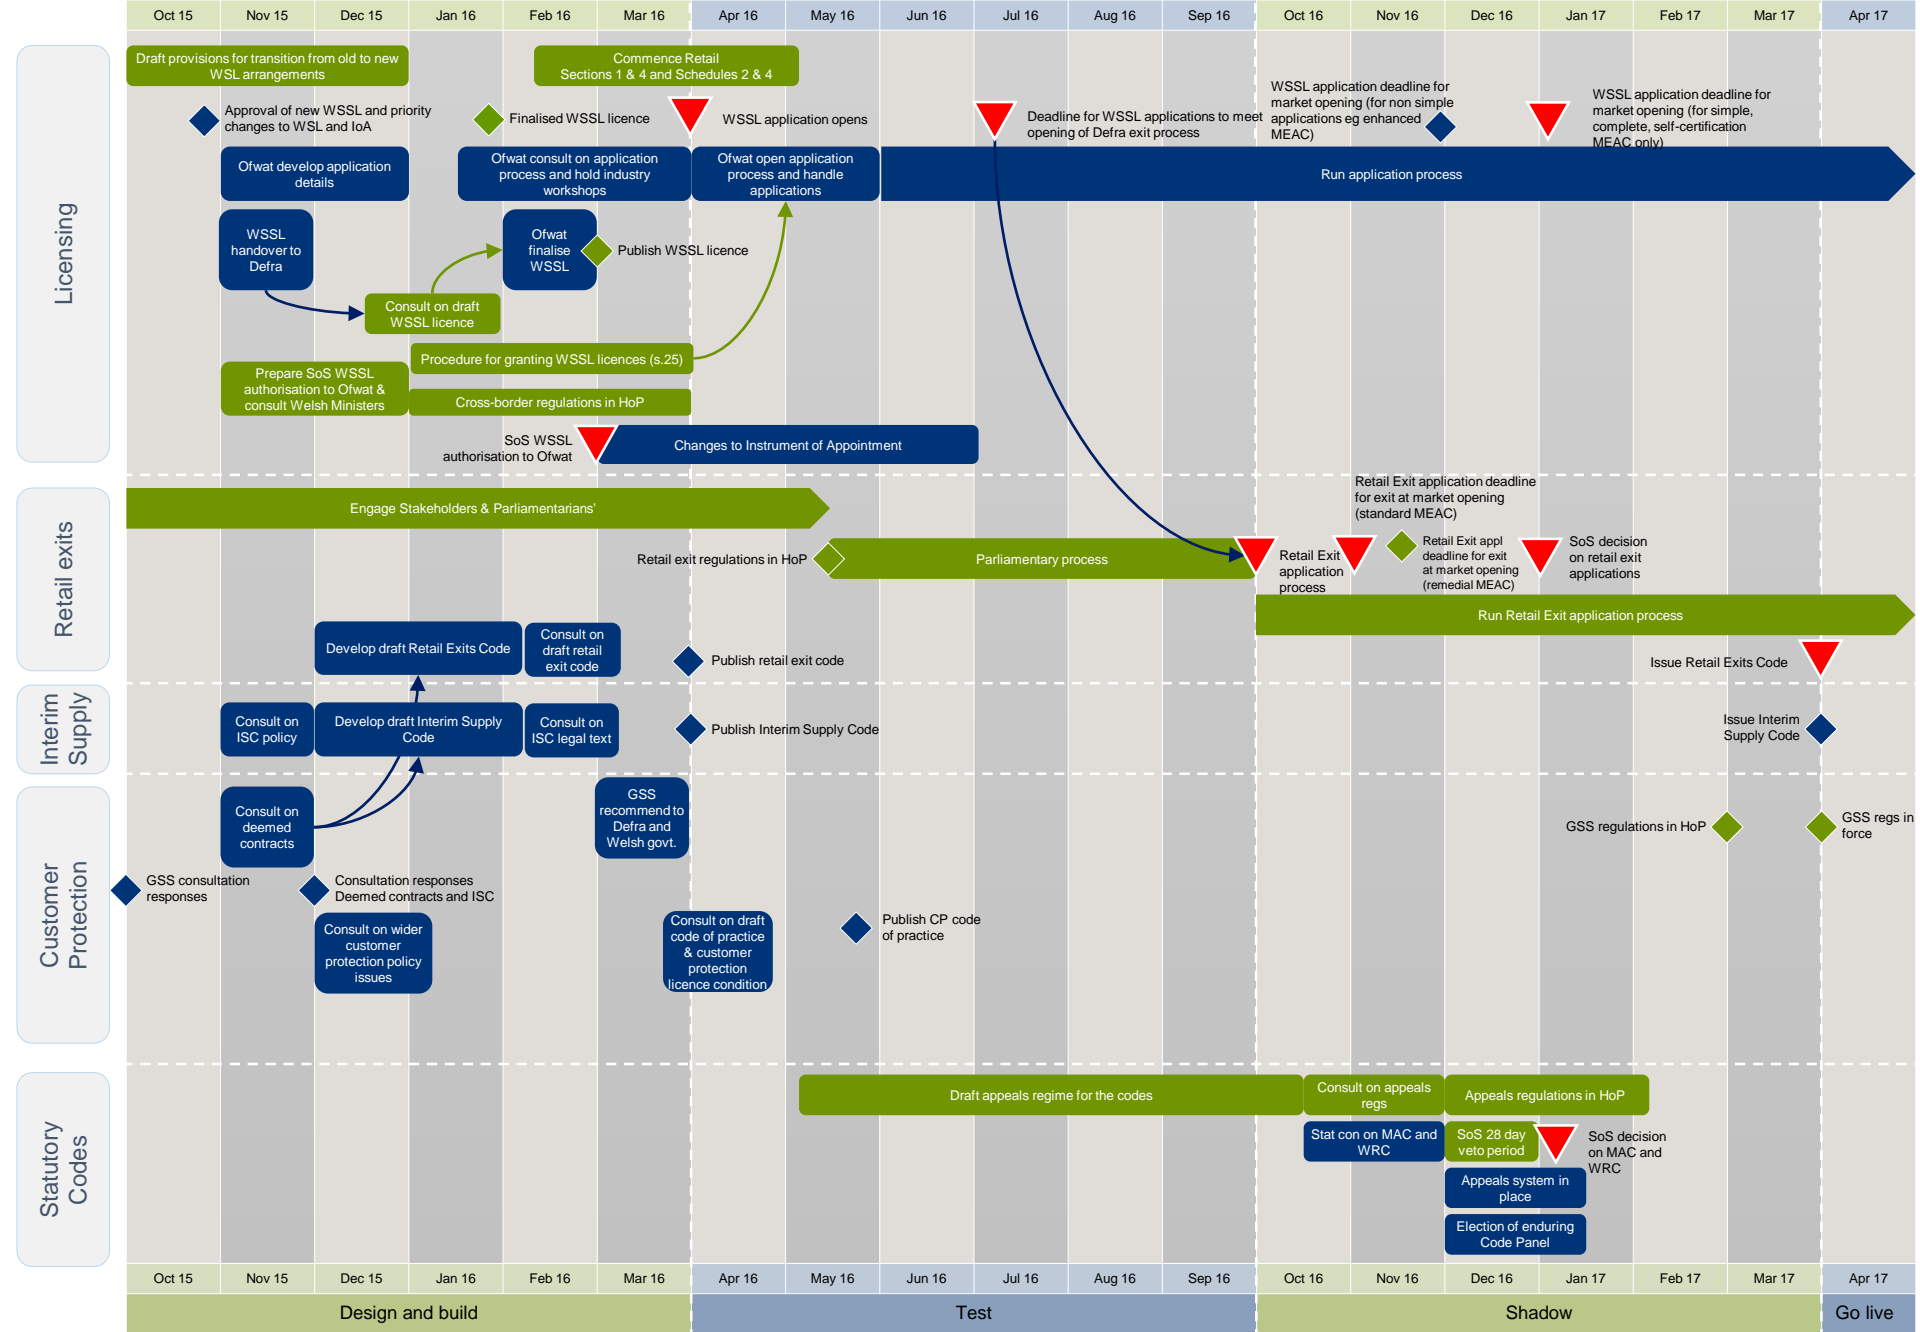 Oct 15
Nov 15
Dec 15
Jan 16
Feb 16
Mar 16
Apr 16
May 16
Jun 16
Jul 16
Aug 16
Sep 16
Oct 16
Nov 16
Dec 16
Jan 17
Feb 17
Mar 17
Apr 17
Licensing
Draft provisions for transition from old to new
WSL arrangements
Commence Retail
Sections 1 & 4 and Schedules 2 & 4
Approval of new WSSL and priority
changes to WSL and IoA
Finalised WSSL licence
WSSL application opens
Deadline for WSSL applications to meet
opening of Defra exit process
WSSL application deadline for
market opening (for non simple
applications eg enhanced
MEAC)
WSSL application deadline for
market opening (for simple,
complete, self-certification
MEAC only)
Ofwat develop application
details
Ofwat consult on application
process and hold industry
workshops
Ofwat open application
process and handle
applications
Run application process
WSSL
handover to
Defra
Ofwat
finalise
WSSL
Publish WSSL licence
Consult on draft
WSSL licence
Procedure for granting WSSL licences (s.25)
Prepare SoS WSSL
authorisation to Ofwat &
consult Welsh Ministers
Cross-border regulations in HoP
SoS WSSL
authorisation to Ofwat
Changes to Instrument of Appointment
Retail exits
Engage Stakeholders & Parliamentarians'
Retail exit regulations in HoP
Parliamentary process
Retail Exit
application
process
Retail Exit application deadline
for exit at market opening
(standard MEAC)
Retail Exit appl
deadline for exit
at market opening
(remedial MEAC)
SoS decision
on retail exit
applications
Run Retail Exit application process
Develop draft Retail Exits Code
Consult on
draft retail
exit code
Publish retail exit code
Issue Retail Exits Code
Interim
Supply
Consult on
ISC policy
Develop draft Interim Supply
Code
Consult on
ISC legal text
Publish Interim Supply Code
Issue Interim
Supply Code
Customer
Protection
Consult on
deemed
contracts
GSS
recommend to
Defra and
Welsh govt.
GSS regulations in HoP
GSS regs in
force
GSS consultation
responses
Consultation responses
Deemed contracts and ISC
Consult on wider
customer
protection policy
issues
Consult on draft
code of practice
& customer
protection
licence condition
Publish CP code
of practice
Statutory
Codes
Draft appeals regime for the codes
Consult on appeals
regs
Appeals regulations in HoP
Stat con on MAC and
WRC
SoS 28 day
veto period
SoS decision
on MAC and
WRC
Appeals system in
place
Election of enduring
Code Panel
Oct 15
Nov 15
Dec 15
Jan 16
Feb 16
Mar 16
Apr 16
May 16
Jun 16
Jul 16
Aug 16
Sep 16
Oct 16
Nov 16
Dec 16
Jan 17
Feb 17
Mar 17
Apr 17
Design and build
Test
Shadow
Go live